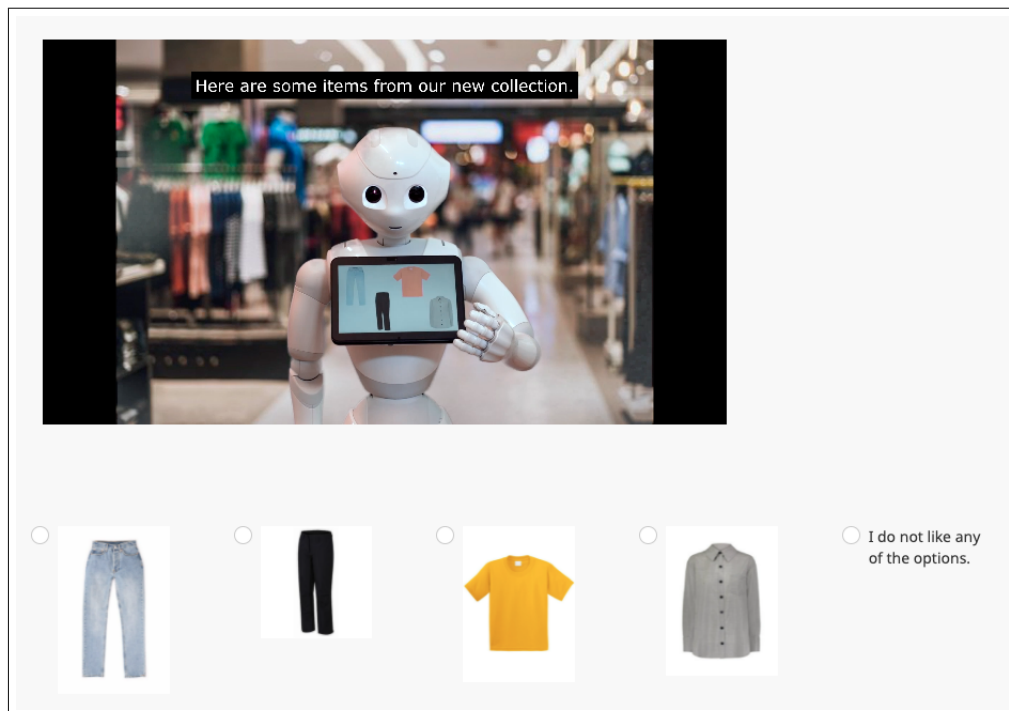 Here are some items from our new collection.
I do not like any
of the options.